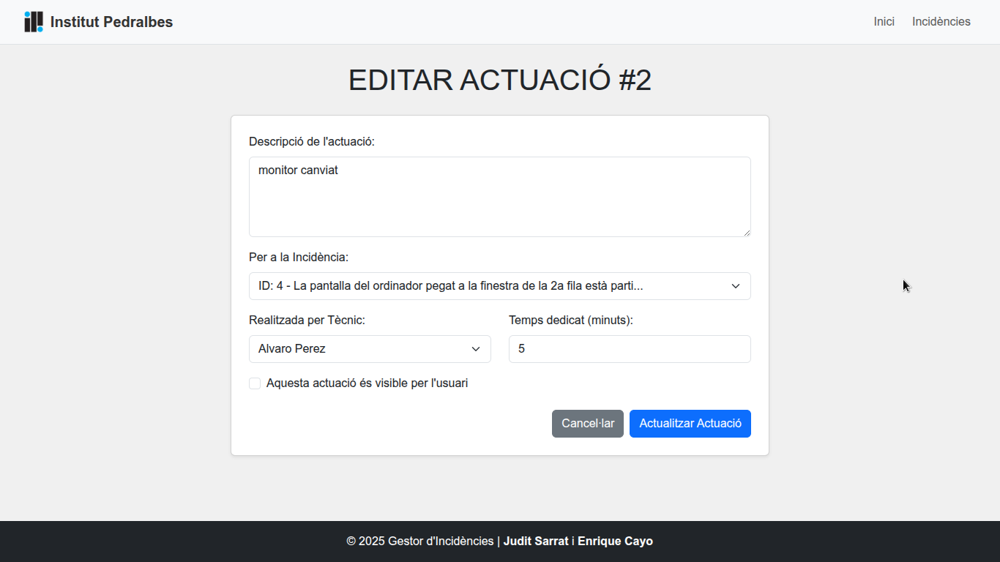 Institut Pedralbes
Inici Incidències
EDITAR ACTUACIÓ #2
Descripció de l'actuació:
monitor canviat
Per a la Incidència:
ID: 4 - La pantalla del ordinador pegat a la finestra de la 2a fila està parti...
Realitzada per Tècnic: Temps dedicat (minuts):
Alvaro Perez 5
Aquesta actuació és visible per l'usuari
Cancel·lar Actualitzar Actuació
© 2025 Gestor d'Incidències | Judit Sarrat i Enrique Cayo